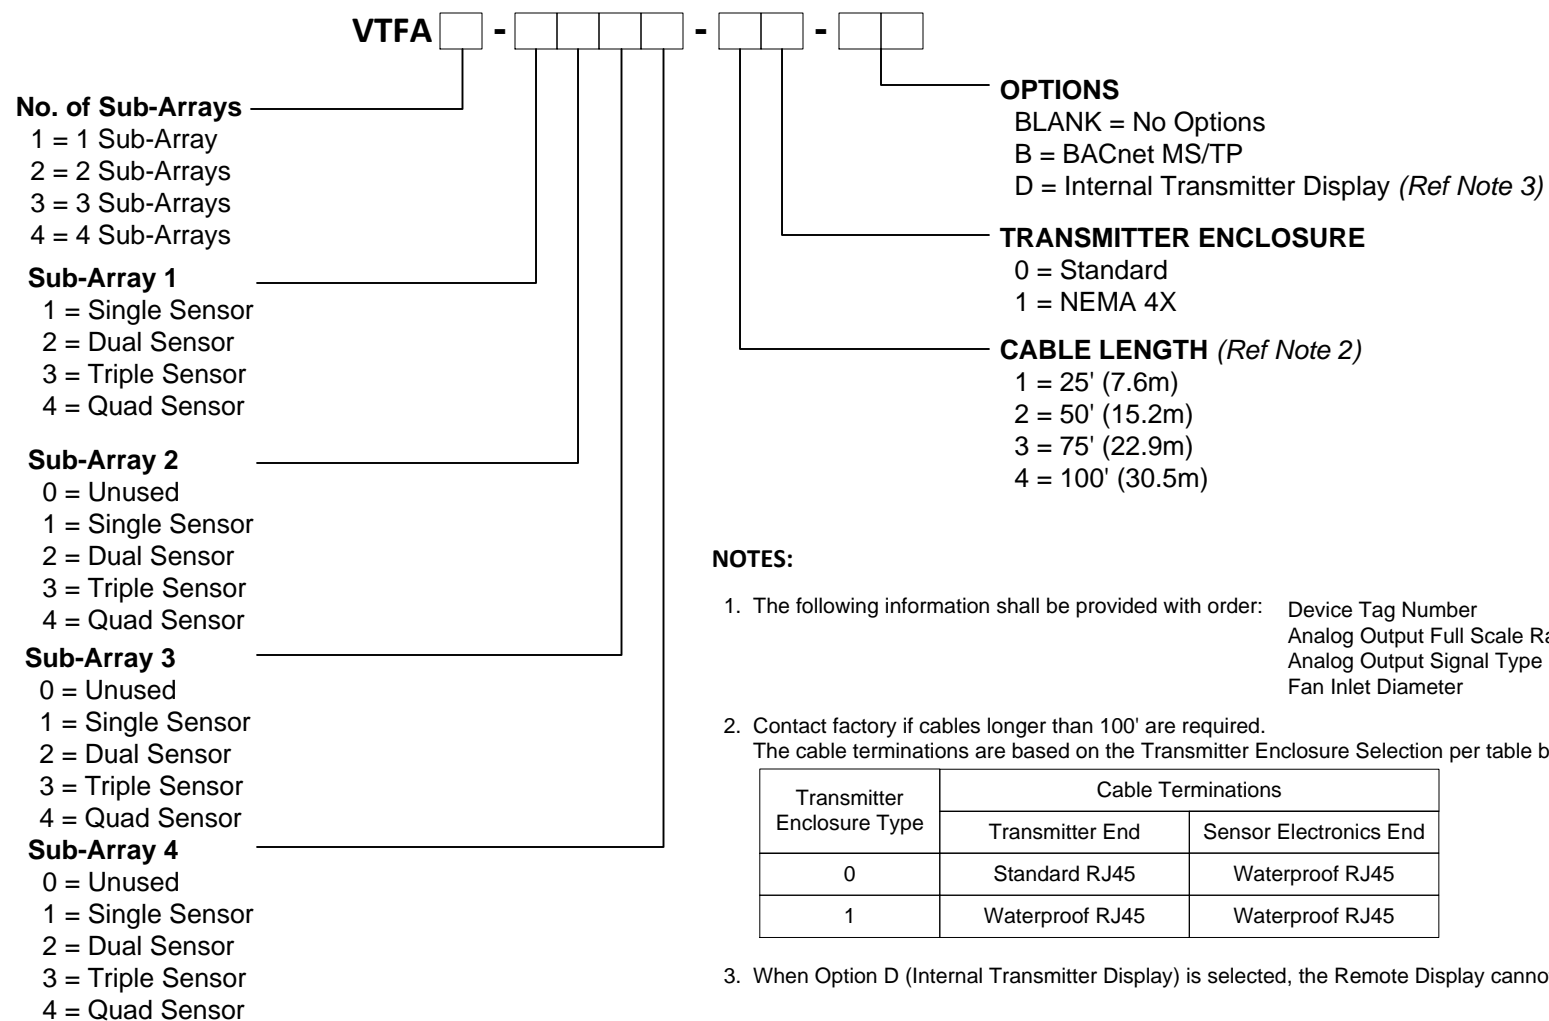 VTFA - - -
No. of Sub-Arrays
1 = 1 Sub-Array
2 = 2 Sub-Arrays
3 = 3 Sub-Arrays
4 = 4 Sub-Arrays
Sub-Array 1
1 = Single Sensor
2 = Dual Sensor
3 = Triple Sensor
4 = Quad Sensor
Sub-Array 2
0 = Unused
1 = Single Sensor
2 = Dual Sensor
3 = Triple Sensor
4 = Quad Sensor
Sub-Array 3
0 = Unused
1 = Single Sensor
2 = Dual Sensor
3 = Triple Sensor
4 = Quad Sensor
Sub-Array 4
0 = Unused
1 = Single Sensor
2 = Dual Sensor
3 = Triple Sensor
4 = Quad Sensor
OPTIONS
BLANK = No Options
B = BACnet MS/TP
D = Internal Transmitter Display (Ref Note 3)
TRANSMITTER ENCLOSURE
0 = Standard
1 = NEMA 4X
CABLE LENGTH (Ref Note 2)
1 = 25' (7.6m)
2 = 50' (15.2m)
3 = 75' (22.9m)
4 = 100' (30.5m)
NOTES:
1. The following information shall be provided with order: Device Tag Number
Analog Output Full Scale
Analog Output Signal Type
Fan Inlet Diameter
2. Contact factory if cables longer than 100' are required.
The cable terminations are based on the Transmitter Enclosure Selection per table
Transmitter Enclosure Type
Cable Terminations
Transmitter End Sensor Electronics End
0 Standard RJ45 Waterproof RJ45
1 Waterproof RJ45 Waterproof RJ45
3. When Option D (Internal Transmitter Display) is selected, the Remote Display